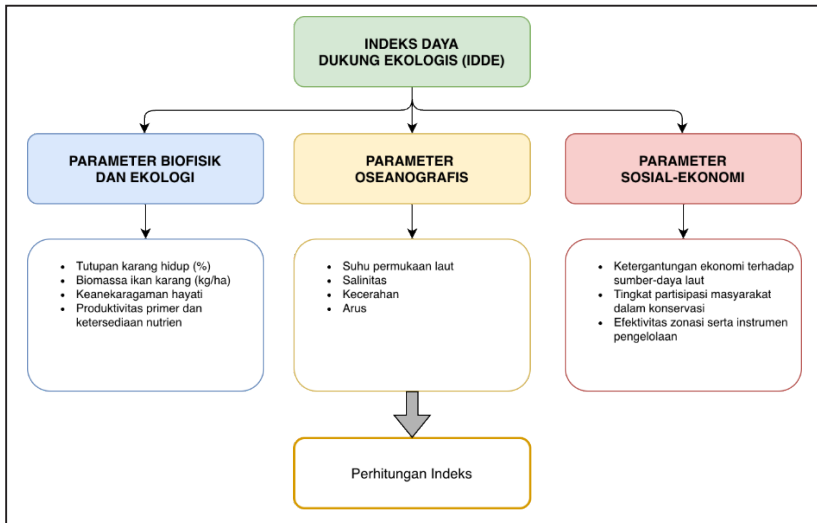 INDEKS DAYA
DUKUNG EKOLOGIS (IDDE)
PARAMETER BIOFISIK
DAN EKOLOGI
PARAMETER
OSEANOGRAFIS
PARAMETER
SOSIAL-EKONOMI
• Tutupan karang hidup (%)
• Biomassa ikan karang (kg/ha)
• Keanekaragaman hayati
• Produktivitas primer dan
ketersediaan nutrien
• Suhu permukaan laut
• Salinitas
• Kecerahan
• Arus
• Ketergantungan ekonomi terhadap
sumber-daya laut
• Tingkat partisipasi masyarakat
dalam konservasi
• Efektivitas zonasi serta instrumen
pengelolaan
Perhitungan Indeks